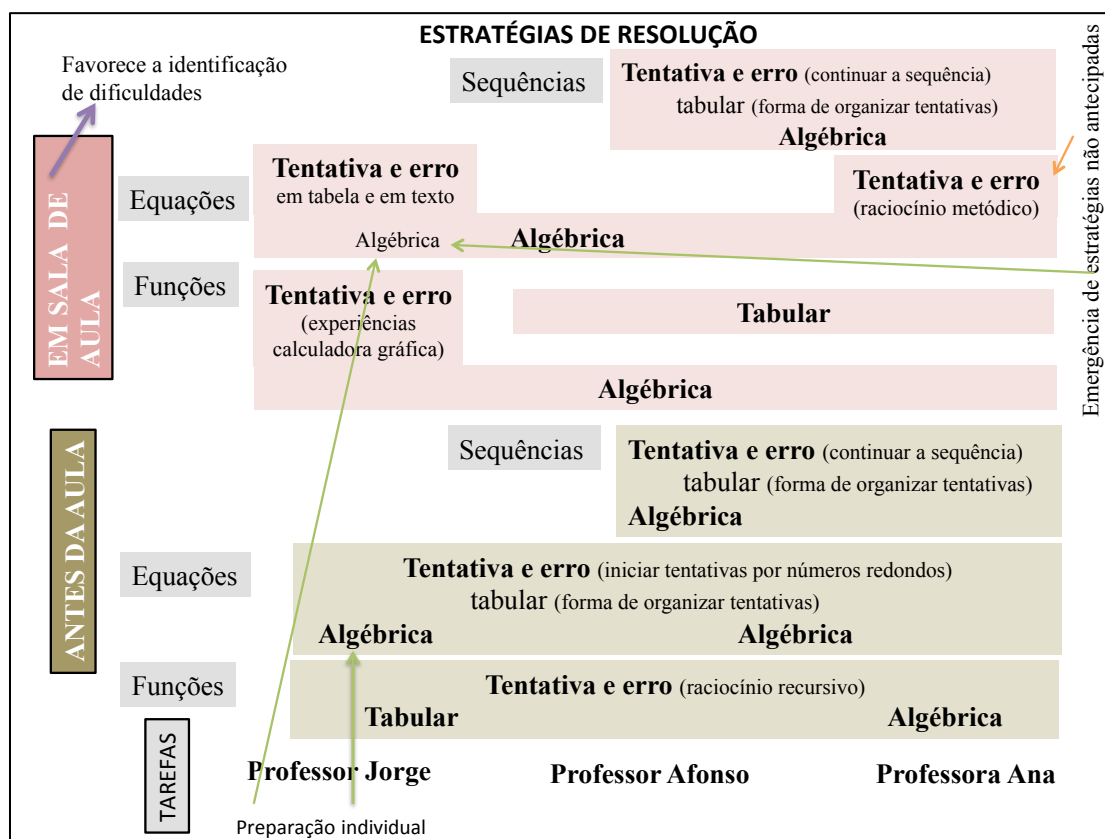 ESTRATÉGIAS DE RESOLUÇÃO
Favorece a identificação
de dificuldades
Sequências
Tentativa e erro (continuar a sequência)
tabular (forma de organizar tentativas)
Algébrica
EM SALA DE
AULA
Equações
Tentativa e erro
em tabela e em texto
Tentativa e erro
(raciocínio metódico)
Algébrica
Algébrica
Funções
Tentativa e erro
(experiências
calculadora gráfica)
Tabular
Algébrica
Emergência de estratégias não antecipadas
ANTES DA AULA
Sequências
Tentativa e erro (continuar a sequência)
tabular (forma de organizar tentativas)
Algébrica
Equações
Tentativa e erro (iniciar tentativas por números redondos)
tabular (forma de organizar tentativas)
Algébrica
Algébrica
Funções
Tentativa e erro (raciocínio recursivo)
Tabular
Algébrica
TAREFAS
Professor Jorge
Professor Afonso
Professora Ana
Preparação individual